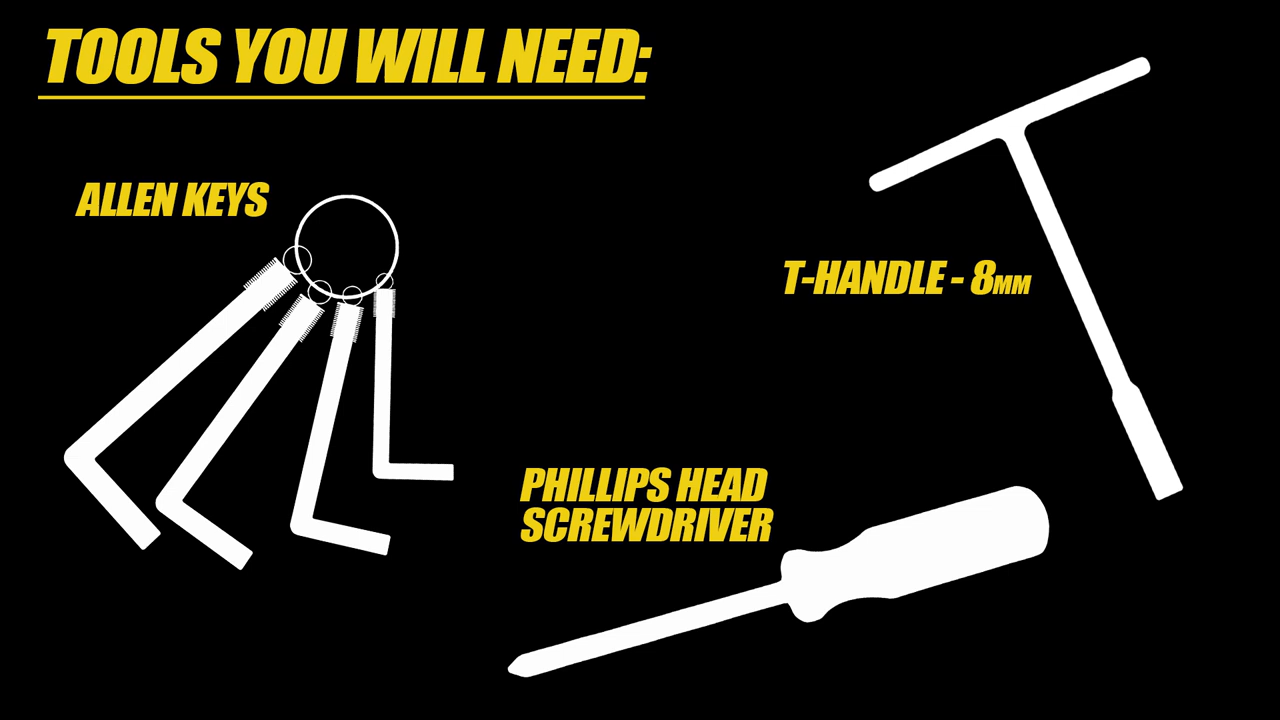 TOOLS YOU WILL NEED:
ALLEN KEYS
T-HANDLE - 8MM
PHILLIPS HEAD
SCREWDRIVER